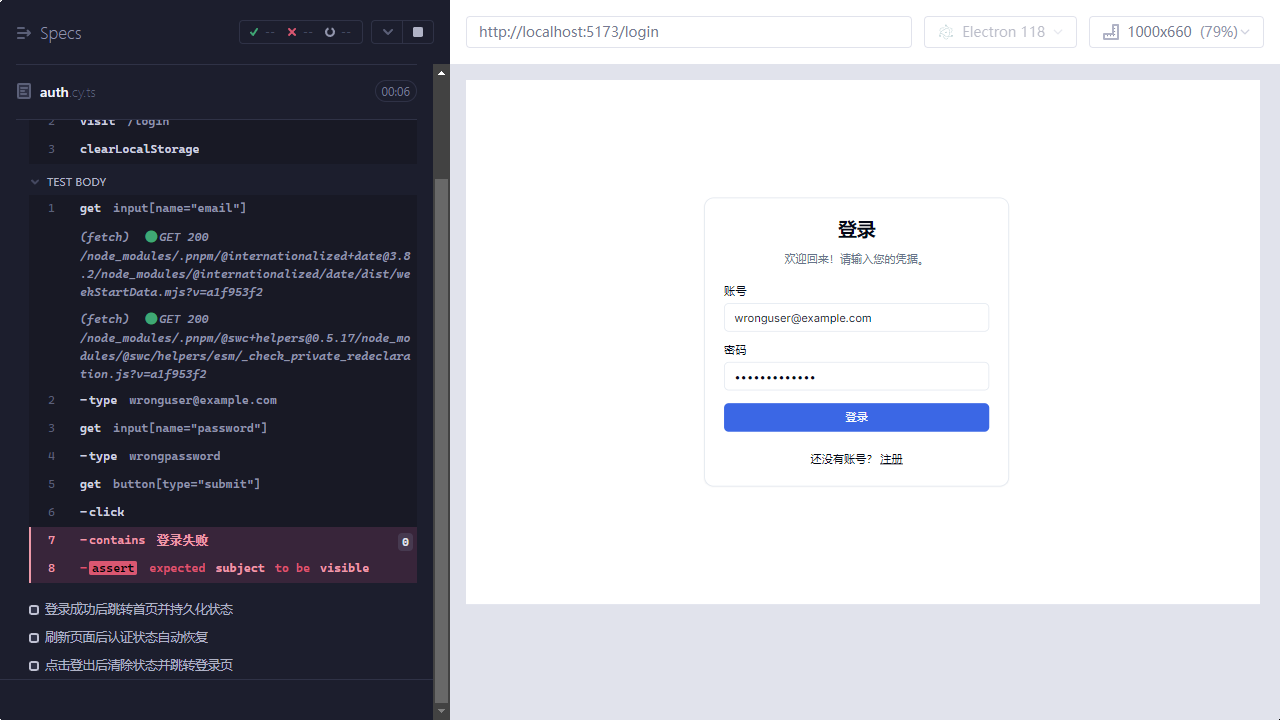 Specs
-- -- --
auth.cy.ts 00:06
2 visit /login
3 clearLocalStorage
TEST BODY
1 get input[name="email"]
(fetch) GET 200
/node_modules/.pnpm/@internationalized+date@3.8
.2/node_modules/@internationalized/date/dist/we
ekStartData.mjs?v=a1f953f2
(fetch) GET 200
/node_modules/.pnpm/@swc+helpers@0.5.17/node_mo
dules/@swc/helpers/esm/_check_private_redeclara
tion.js?v=a1f953f2
2 -type wronguser@example.com
3 get input[name="password"]
4 -type wrongpassword
5 get button[type="submit"]
6 -click
7 -contains 登录失败 0
8 -assert expected subject to be visible
登录成功后跳转首页并持久化状态
刷新页面后认证状态自动恢复
点击登出后清除状态并跳转登录页
http://localhost:5173/login
Electron 118
1000x660 (79%)
登录
欢迎回来！请输入您的凭据。
账号
wronguser@example.com
密码
•••••••••••••
登录
还没有账号？ 注册